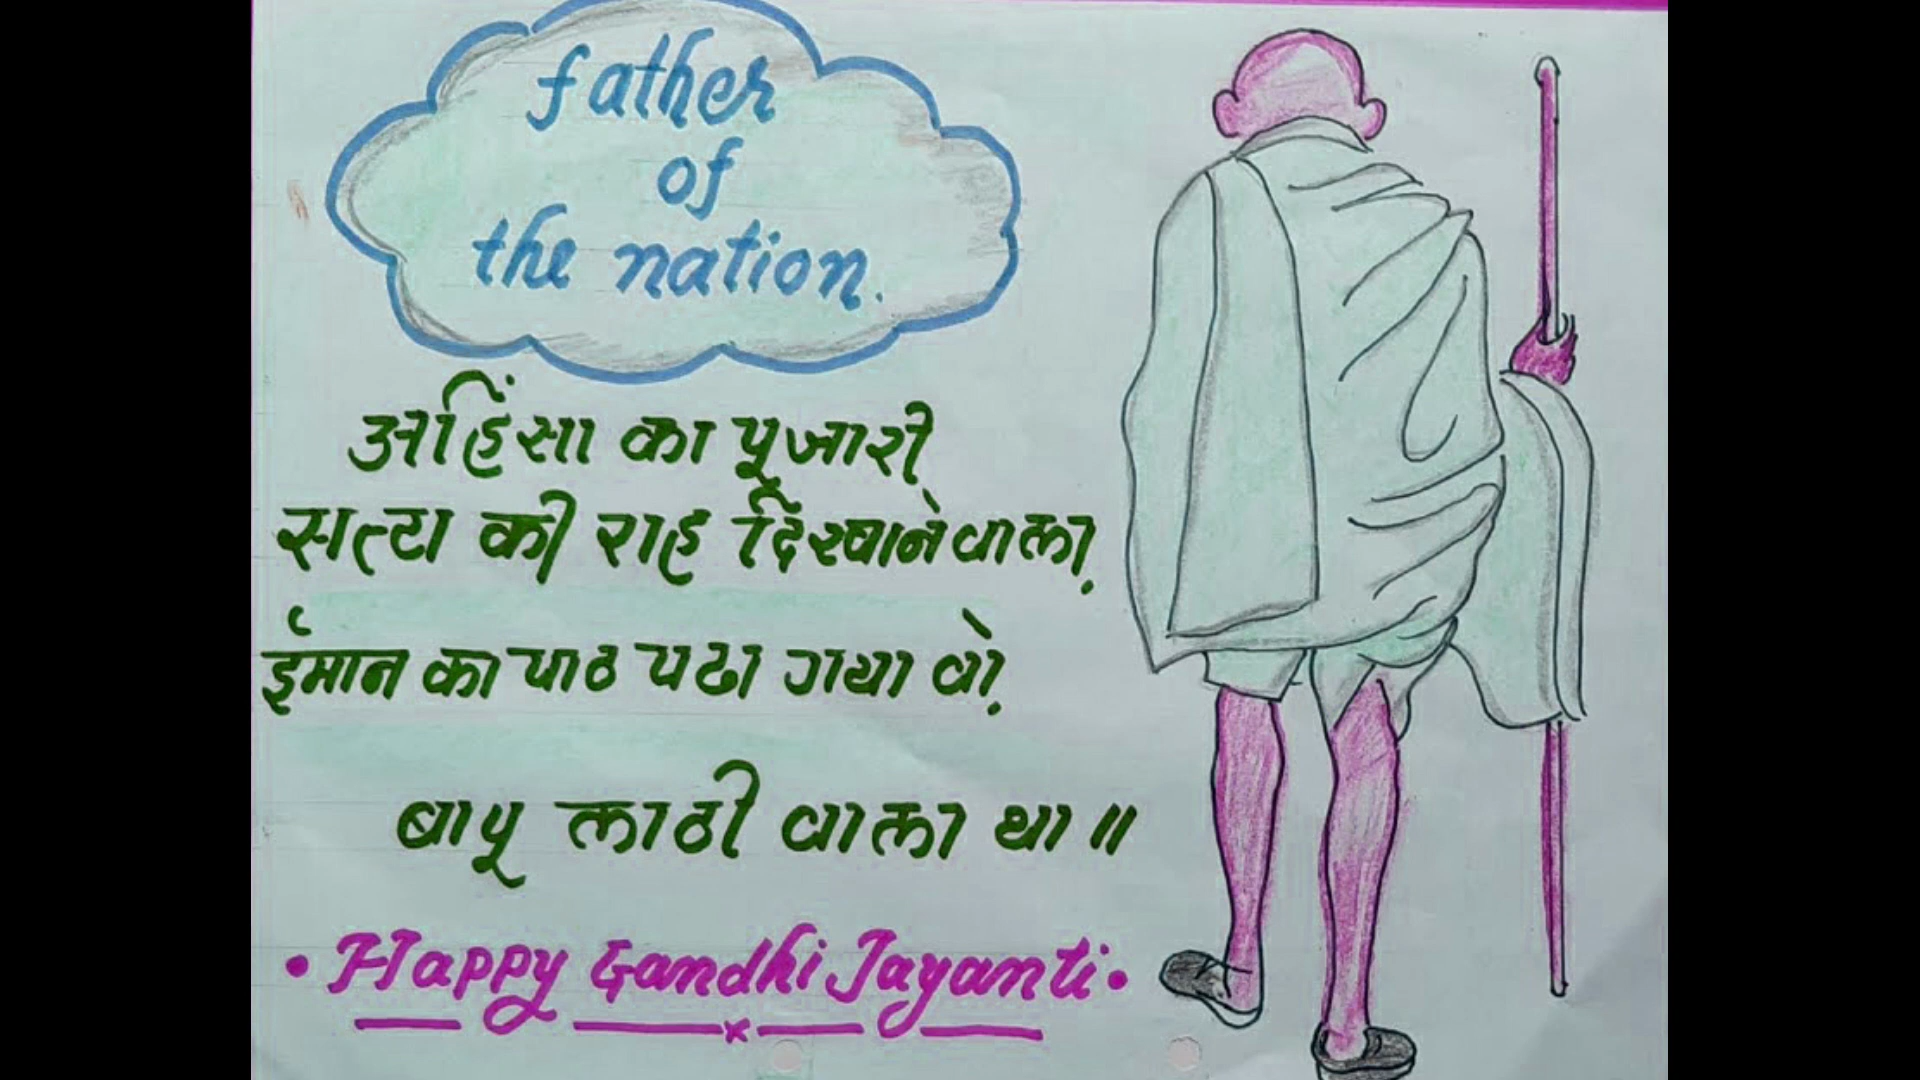 father
of
the nation.
अहिंसा का पूजारी
सत्य की राह दिखाने वाला,
ईमान का पाठ पढा गया वो,
बापू लाठी वाला था ॥
• Happy Gandhi Jayanti •